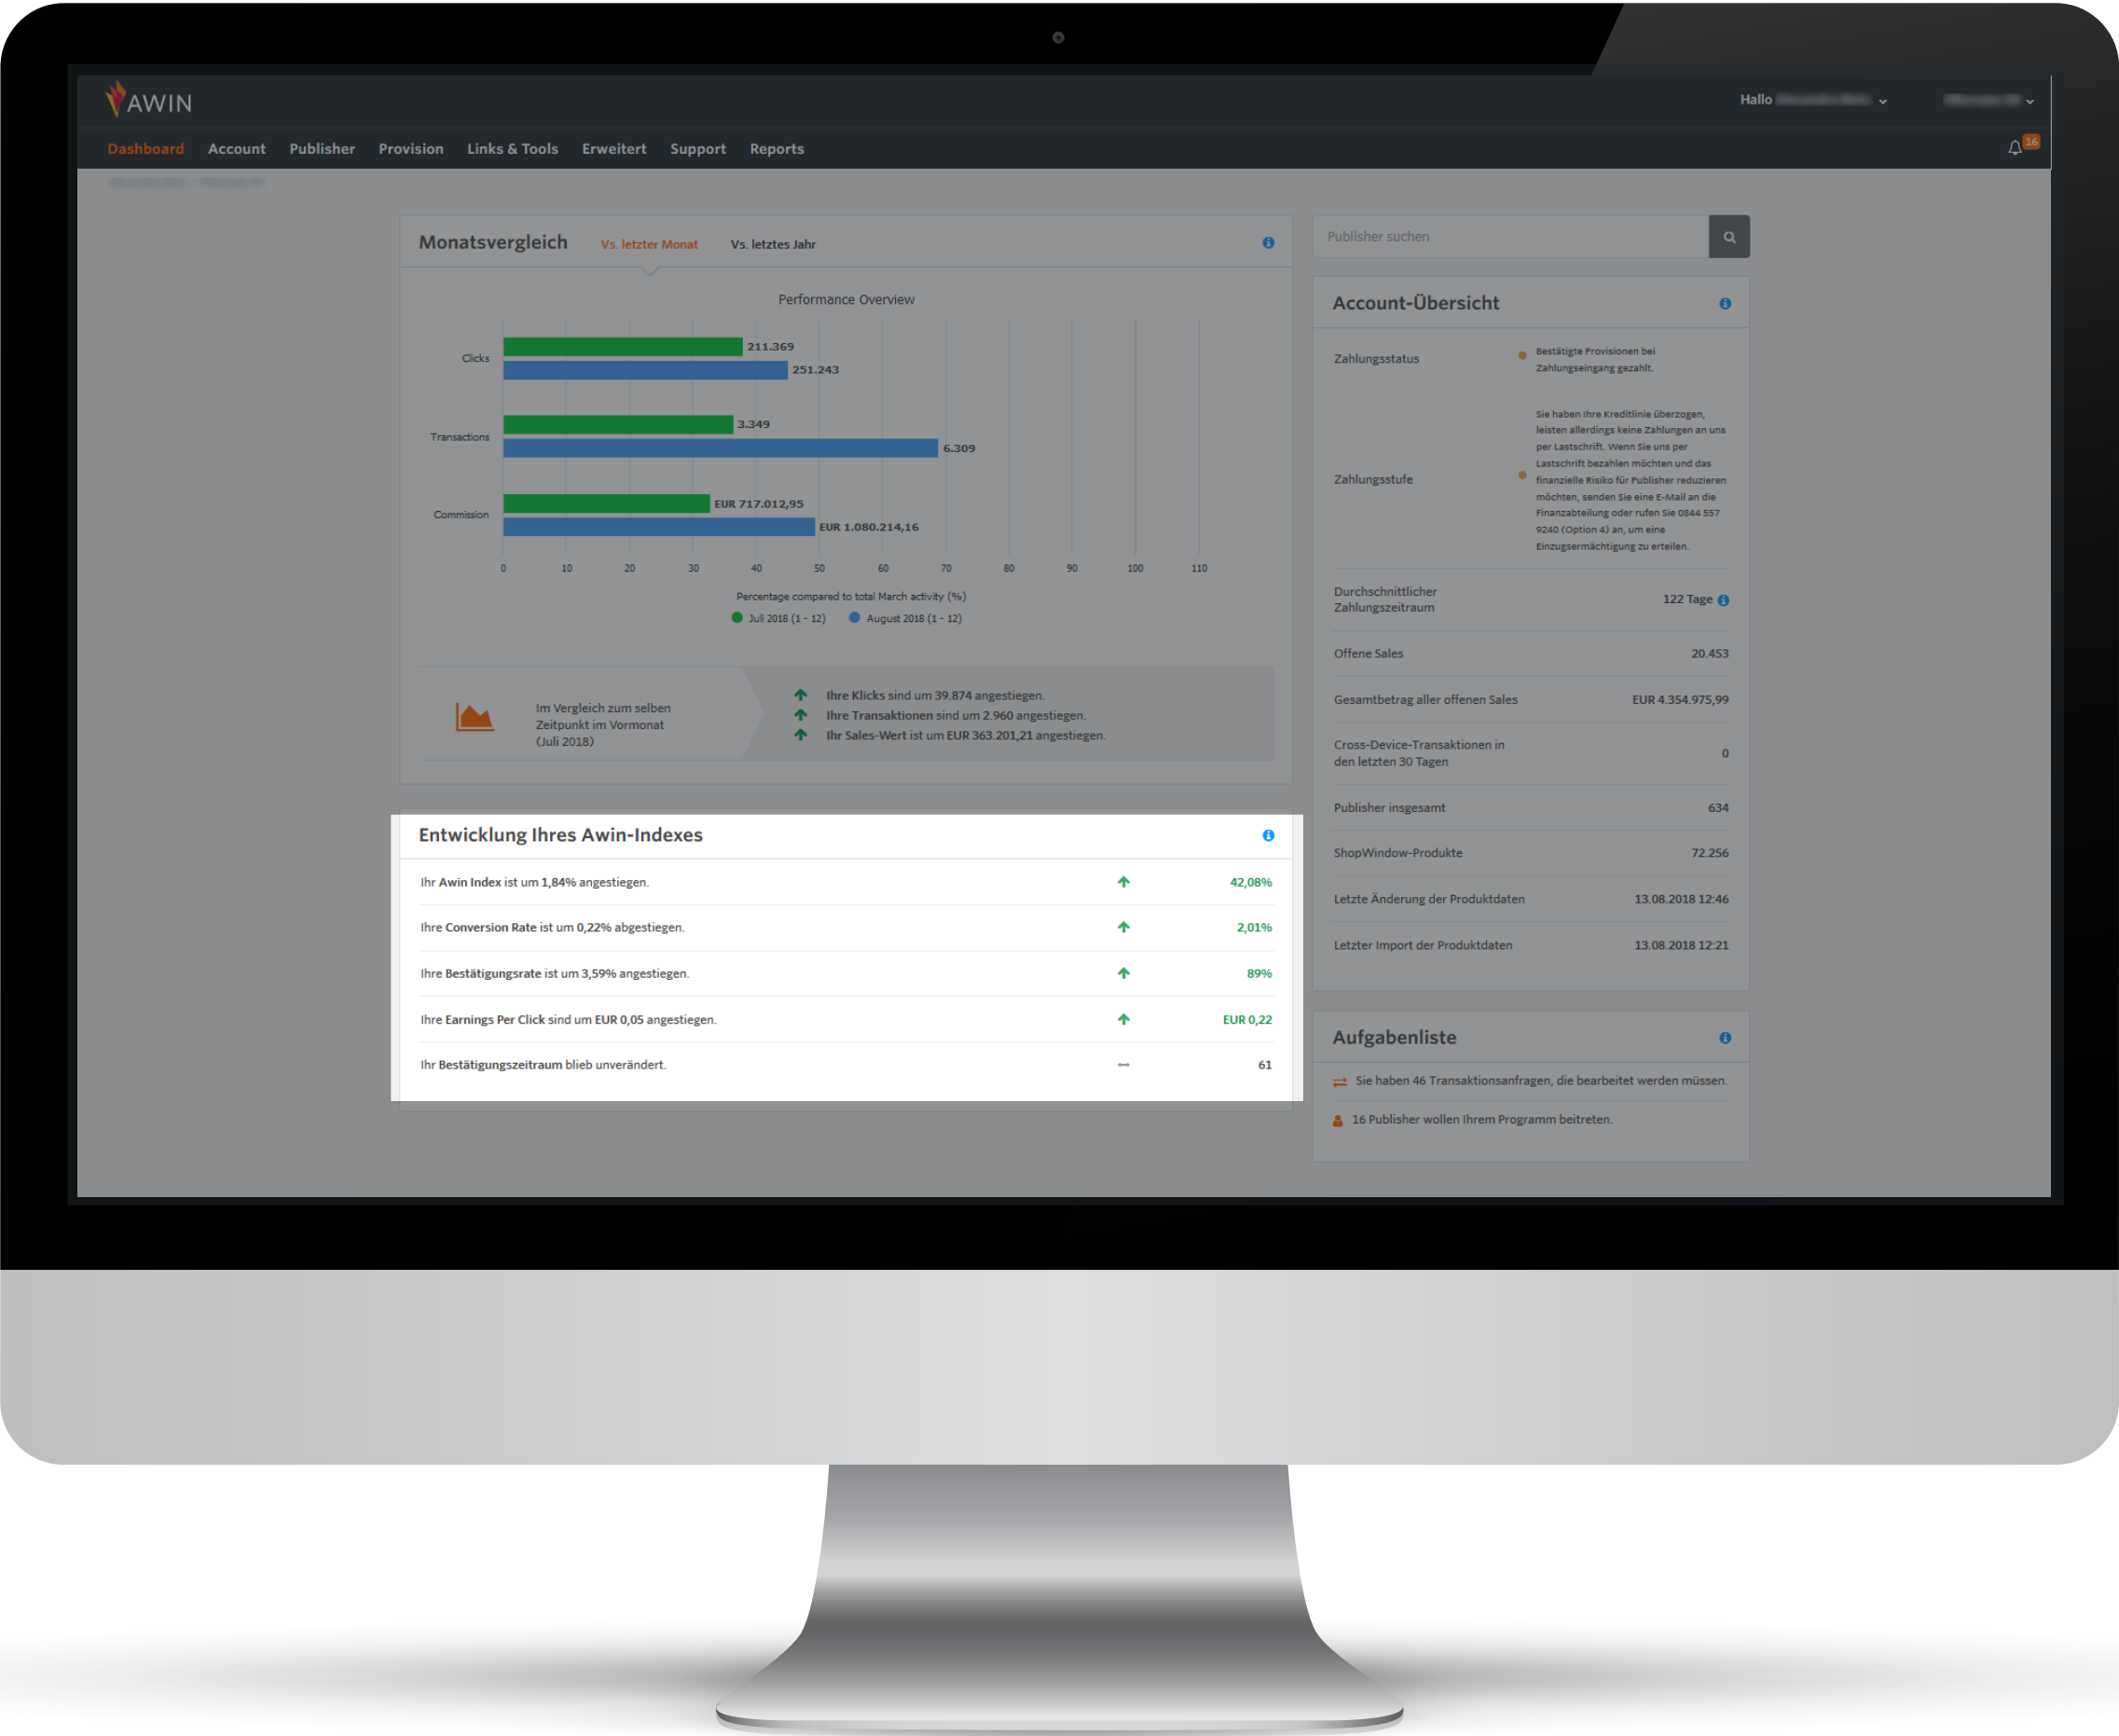 AWIN
Hallo
Dashboard Account Publisher Provision Links & Tools Erweitert Support Reports
16
Monatsvergleich Vs. letzter Monat Vs. letztes Jahr
Performance Overview
Clicks
211.369
251.243
Transactions
3.349
6.309
Commission
EUR 717.012,95
EUR 1.080.214,16
0 10 20 30 40 50 60 70 80 90 100 110
Percentage compared to total March activity (%)
Juli 2018 (1 - 12) August 2018 (1 - 12)
Im Vergleich zum selben
Zeitpunkt im Vormonat
(Juli 2018)
Ihre Klicks sind um 39.874 angestiegen.
Ihre Transaktionen sind um 2.960 angestiegen.
Ihr Sales-Wert ist um EUR 363.201,21 angestiegen.
Entwicklung Ihres Awin-Indexes
Ihr Awin Index ist um 1,84% angestiegen. 42,08%
Ihre Conversion Rate ist um 0,22% abgestiegen. 2,01%
Ihre Bestätigungsrate ist um 3,59% angestiegen. 89%
Ihre Earnings Per Click sind um EUR 0,05 angestiegen. EUR 0,22
Ihr Bestätigungszeitraum blieb unverändert. 61
Publisher suchen
Account-Übersicht
Zahlungsstatus
Bestätigte Provisionen bei
Zahlungseingang gezahlt.
Zahlungsstufe
Sie haben Ihre Kreditlinie überzogen,
leisten allerdings keine Zahlungen an uns
per Lastschrift. Wenn Sie uns per
Lastschrift bezahlen möchten und das
finanzielle Risiko für Publisher reduzieren
möchten, senden Sie eine E-Mail an die
Finanzabteilung oder rufen Sie 0844 557
9240 (Option 4) an, um eine
Einzugsermächtigung zu erteilen.
Durchschnittlicher
Zahlungszeitraum
122 Tage
Offene Sales 20.453
Gesamtbetrag aller offenen Sales EUR 4.354.975,99
Cross-Device-Transaktionen in
den letzten 30 Tagen
0
Publisher insgesamt 634
ShopWindow-Produkte 72.256
Letzte Änderung der Produktdaten 13.08.2018 12:46
Letzter Import der Produktdaten 13.08.2018 12:21
Aufgabenliste
Sie haben 46 Transaktionsanfragen, die bearbeitet werden müssen.
16 Publisher wollen Ihrem Programm beitreten.